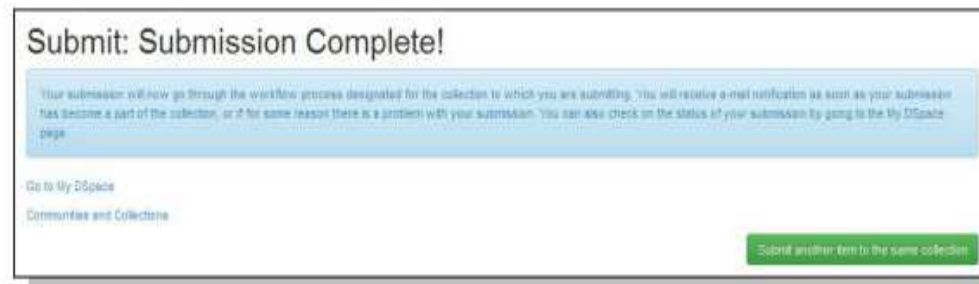 Submit: Submission Complete!
Your submission will now go through the workflow process designated for the collection to which you are submitting. You will receive e-mail notification as soon as your submission
has become a part of the collection, or if for some reason there is a problem with your submission. You can also check on the status of your submission by going to the My DSpace
page
Go to My DSpace
Communities and Collections
Submit another item to the same collection